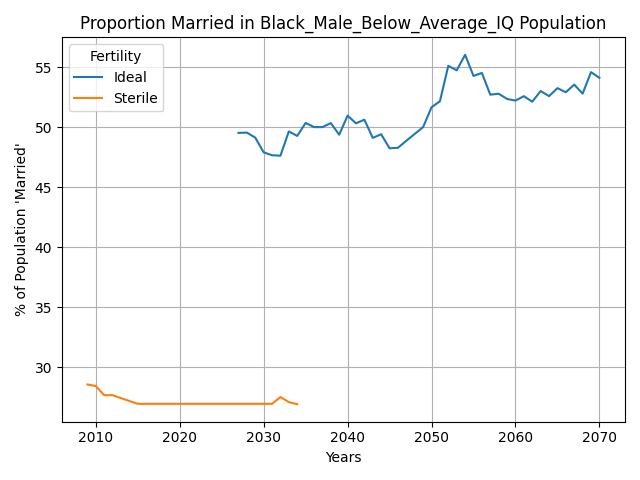 Proportion Married in Black_Male_Below_Average_IQ Population
Fertility
Ideal
Sterile
% of Population 'Married'
55
50
45
40
35
30
2010 2020 2030 2040 2050 2060 2070
Years